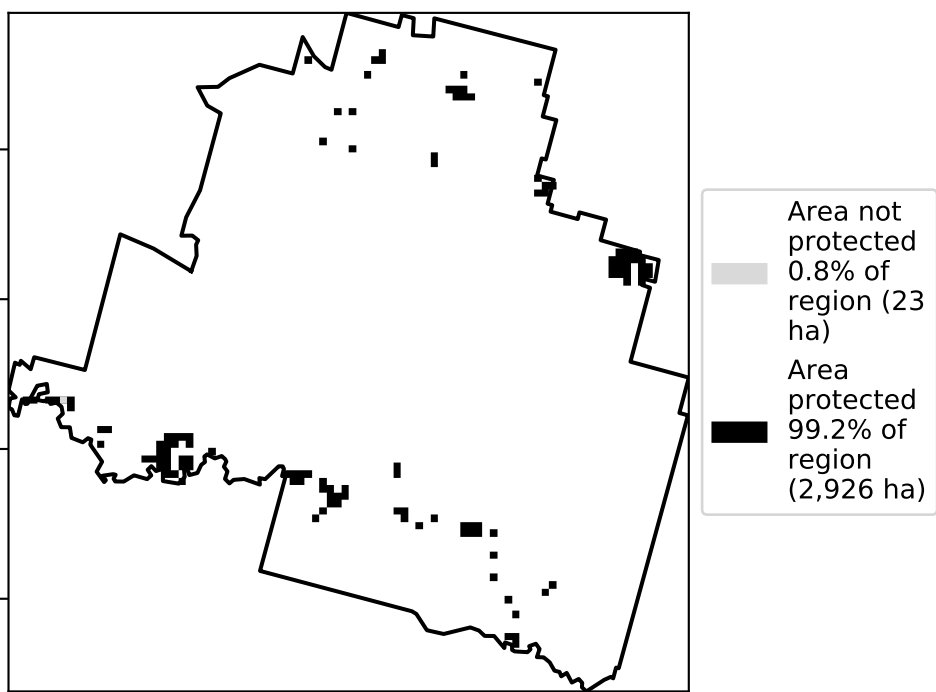 Area not
protected
0.8% of
region (23
ha)
Area
protected
99.2% of
region
(2,926 ha)